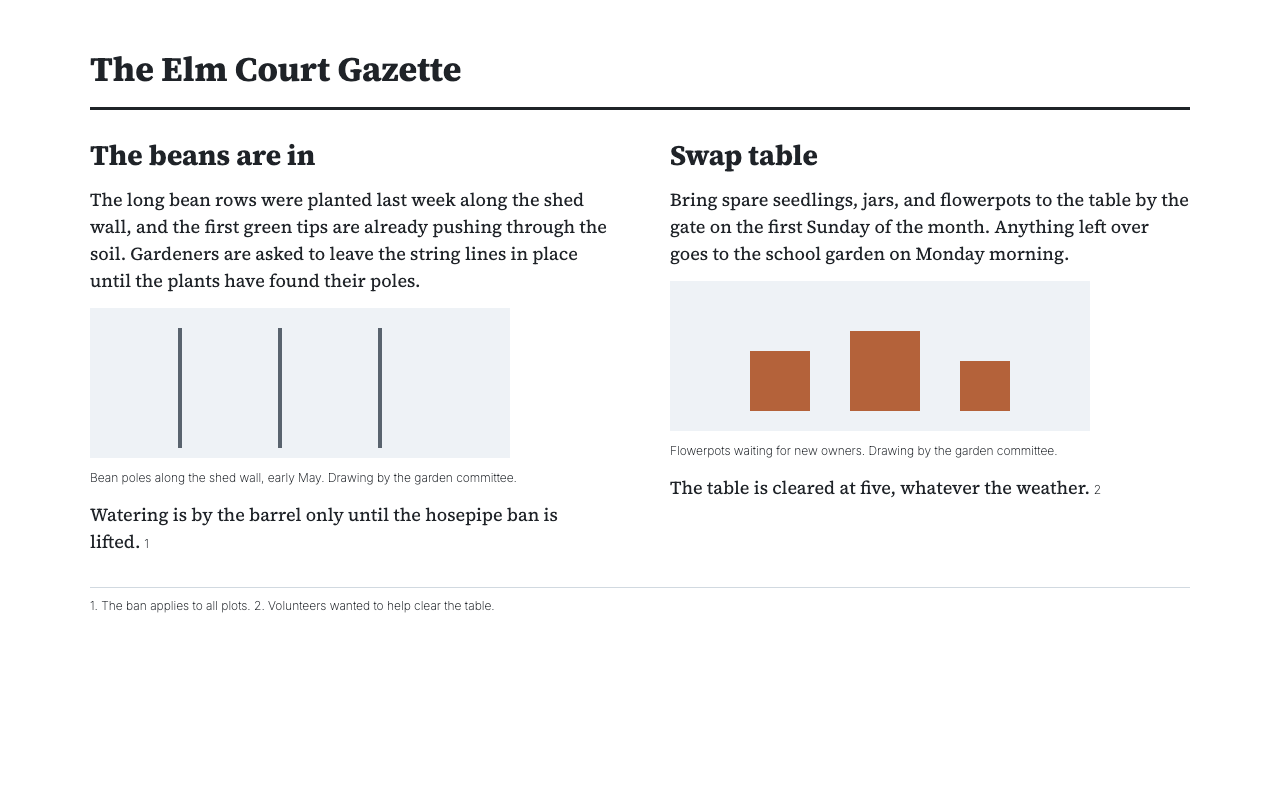 The Elm Court Gazette
The beans are in
The long bean rows were planted last week along the shed
wall, and the first green tips are already pushing through the
soil. Gardeners are asked to leave the string lines in place
until the plants have found their poles.
Bean poles along the shed wall, early May. Drawing by the garden committee.
Watering is by the barrel only until the hosepipe ban is
lifted. 1
Swap table
Bring spare seedlings, jars, and flowerpots to the table by the
gate on the first Sunday of the month. Anything left over
goes to the school garden on Monday morning.
Flowerpots waiting for new owners. Drawing by the garden committee.
The table is cleared at five, whatever the weather. 2
1. The ban applies to all plots. 2. Volunteers wanted to help clear the table.